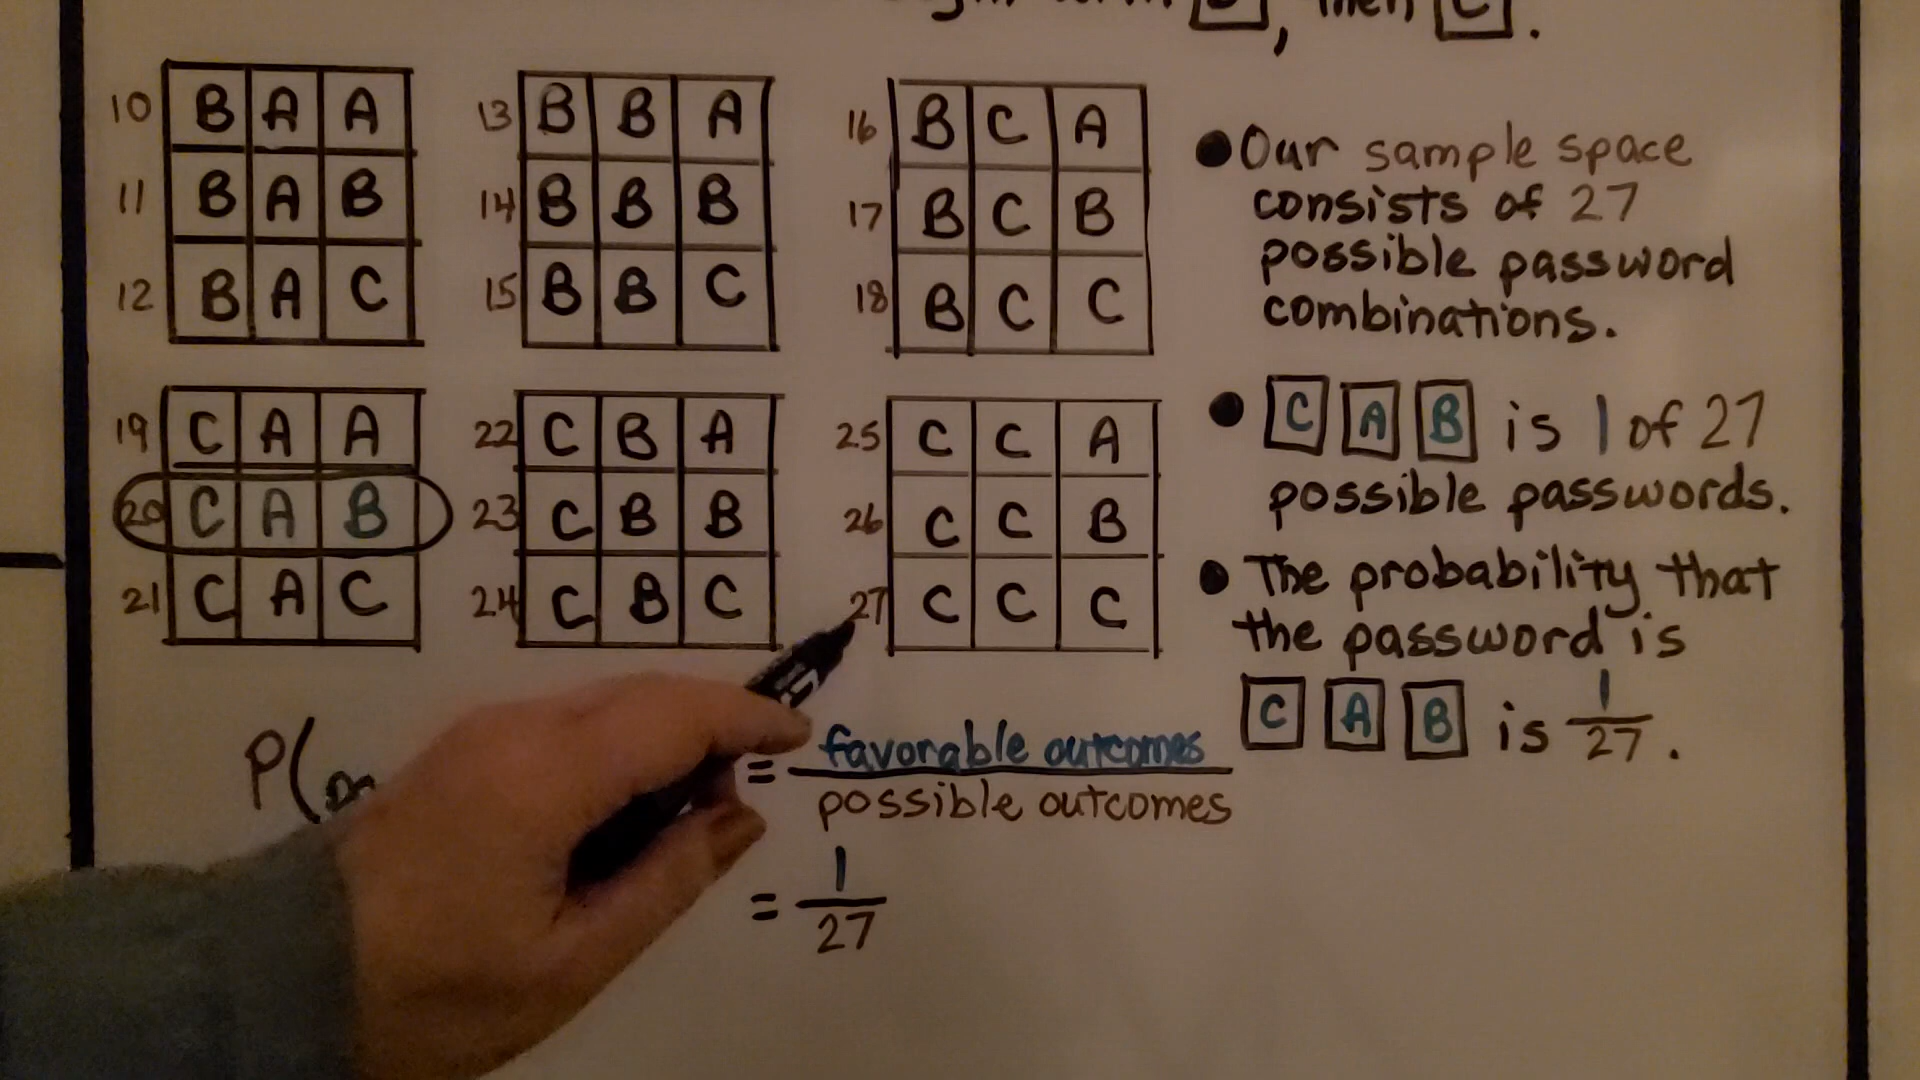 then C.
10 B A A
11 B A B
12 B A C
13 B B A
14 B B B
15 B B C
16 B C A
17 B C B
18 B C C
19 C A A
20 C A B
21 C A C
22 C B A
23 C B B
24 C B C
25 C C A
26 C C B
27 C C C
● Our sample space
consists of 27
possible password
combinations.
● C A B is 1 of 27
possible passwords.
● The probability that
the password is
C A B is 1/27.
P(
= favorable outcomes
possible outcomes
= 1/27